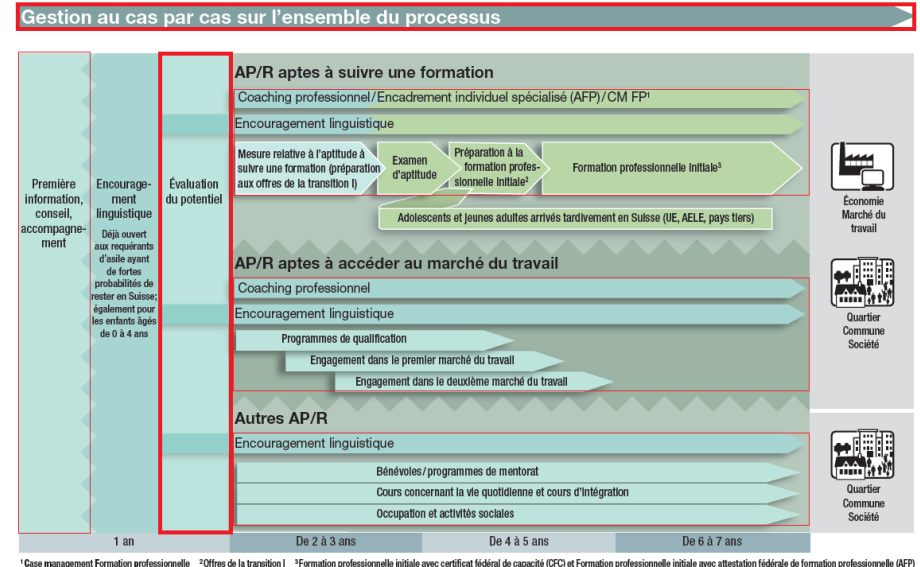 Gestion au cas par cas sur l’ensemble du processus
Première
information,
conseil,
accompagne-
ment
Encourage-
ment
linguistique
Déjà ouvert
aux requérants
d’asile ayant
de fortes
probabilités de
rester en Suisse;
également pour
les enfants âgés
de 0 à 4 ans
Évaluation
du potentiel
AP/R aptes à suivre une formation
Coaching professionnel/Encadrement individuel spécialisé (AFP)/CM FP¹
Encouragement linguistique
Mesure relative à l’aptitude à
suivre une formation (préparation
aux offres de la transition I)
Examen
d’aptitude
Préparation à la
formation profes-
sionnelle initiale²
Formation professionnelle initiale³
Adolescents et jeunes adultes arrivés tardivement en Suisse (UE, AELE, pays tiers)
AP/R aptes à accéder au marché du travail
Coaching professionnel
Encouragement linguistique
Programmes de qualification
Engagement dans le premier marché du travail
Engagement dans le deuxième marché du travail
Autres AP/R
Encouragement linguistique
Bénévoles/programmes de mentorat
Cours concernant la vie quotidienne et cours d’intégration
Occupation et activités sociales
Économie
Marché du
travail
Quartier
Commune
Société
Quartier
Commune
Société
1 an
De 2 à 3 ans
De 4 à 5 ans
De 6 à 7 ans
¹Case management Formation professionnelle ²Offres de la transition I ³Formation professionnelle initiale avec certificat fédéral de capacité (CFC) et Formation professionnelle initiale avec attestation fédérale de formation professionnelle (AFP)